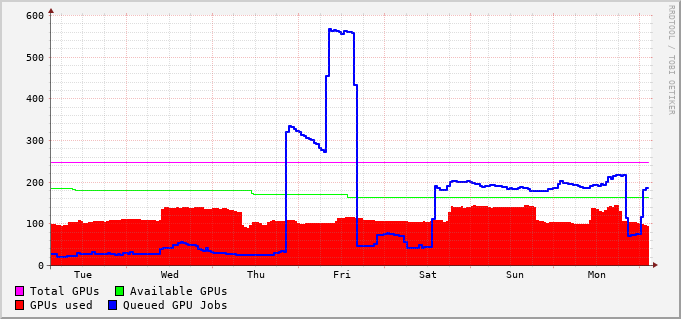 RRDTOOL / TOBI OETIKER
600
500
400
300
200
100
0
Tue Wed Thu Fri Sat Sun Mon
Total GPUs Available GPUs
GPUs used Queued GPU Jobs